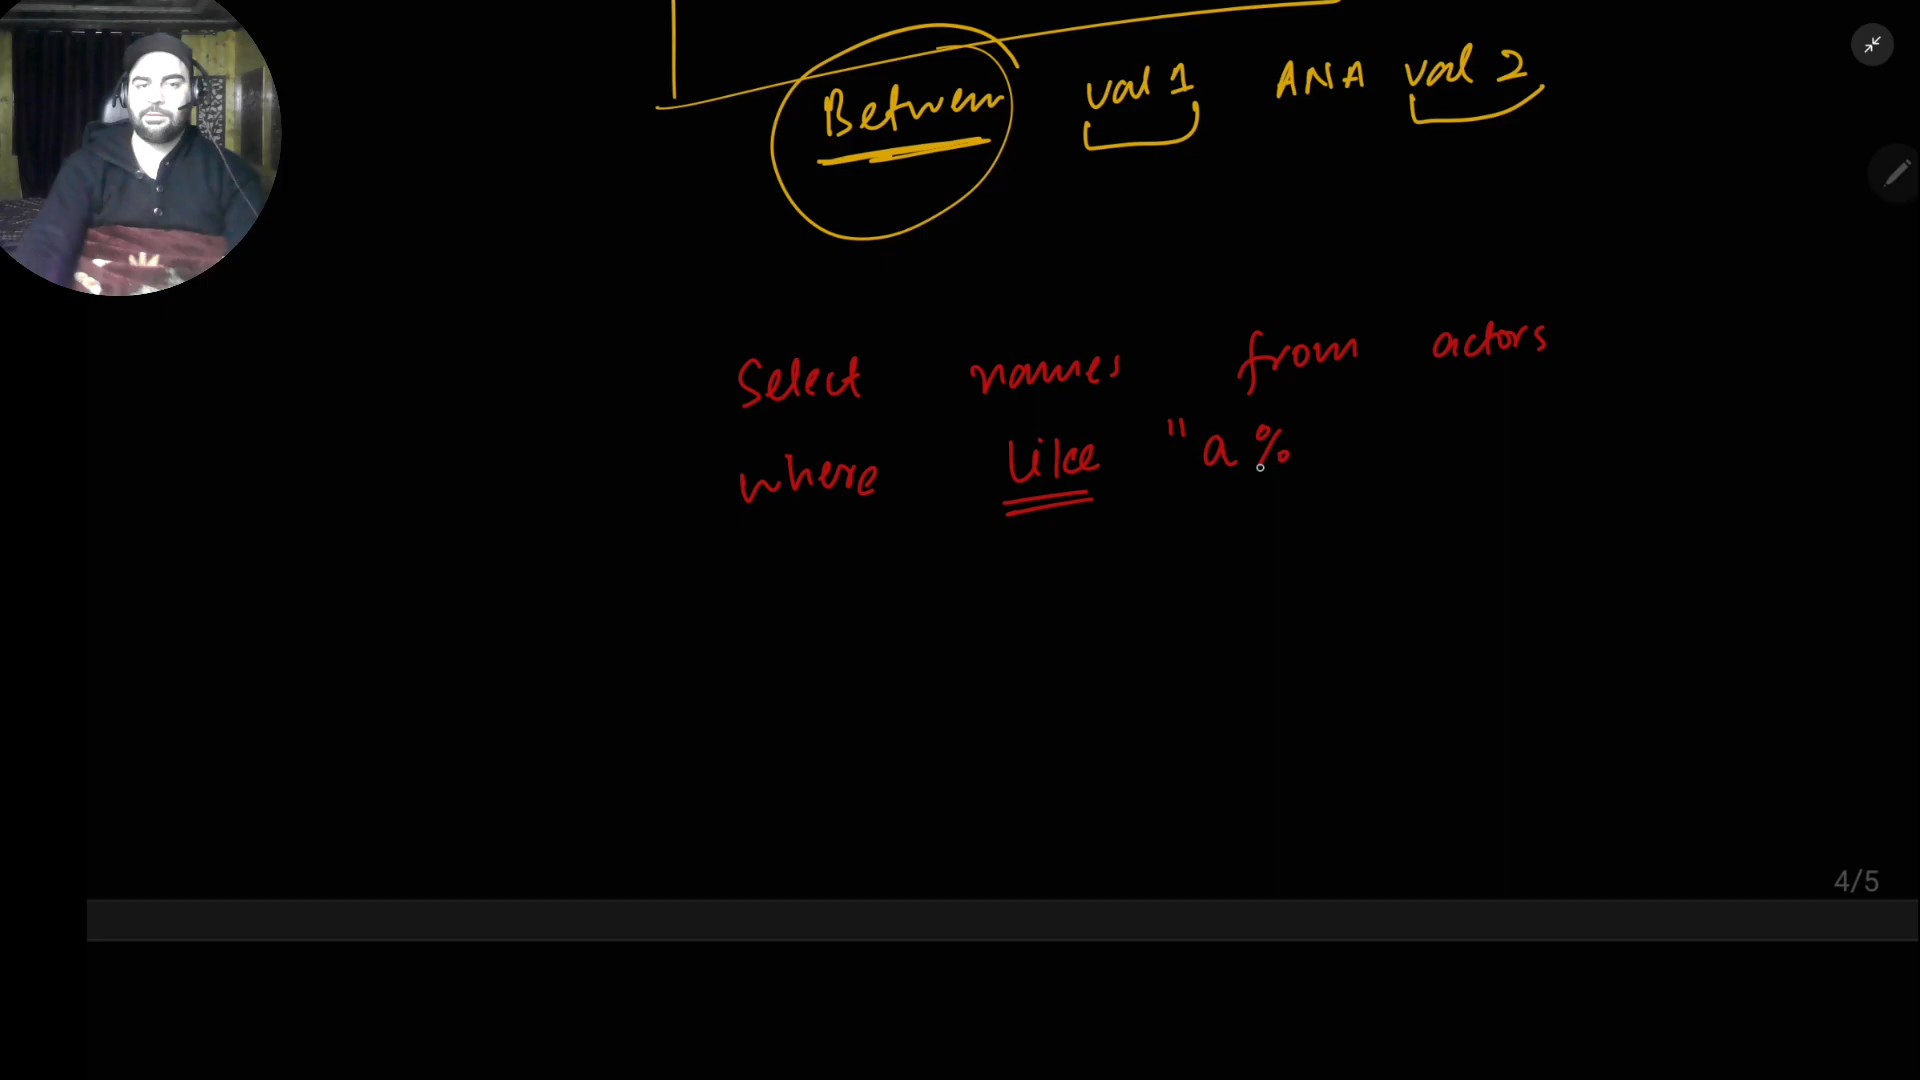 Between val 1 ANA val 2
Select names from actors
where like "a%
4/5